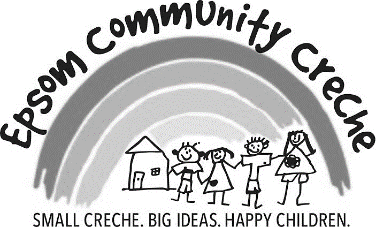 Epsom Community Creche
SMALL CRECHE. BIG IDEAS. HAPPY CHILDREN.